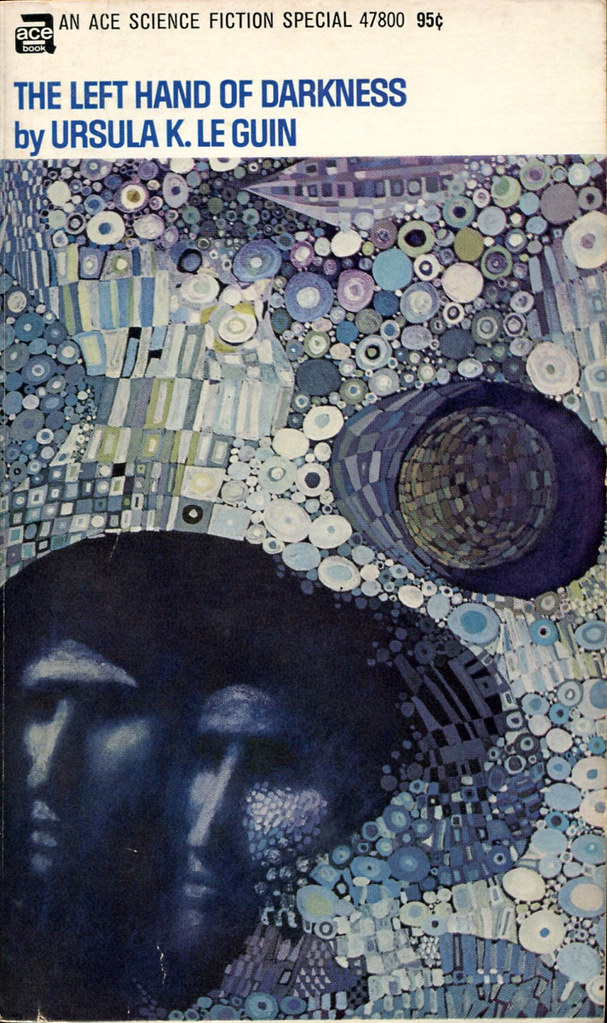 ace
book
AN ACE SCIENCE FICTION SPECIAL 47800 95¢
THE LEFT HAND OF DARKNESS
by URSULA K. LE GUIN